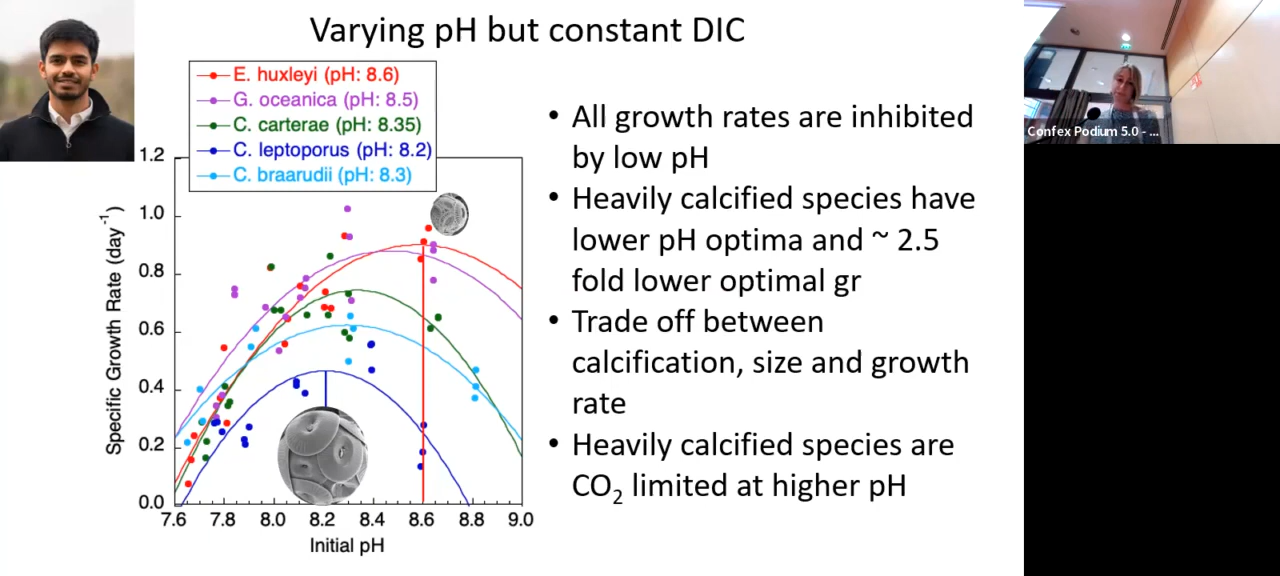 Varying pH but constant DIC
E. huxleyi (pH: 8.6)
G. oceanica (pH: 8.5)
C. carterae (pH: 8.35)
C. leptoporus (pH: 8.2)
C. braarudii (pH: 8.3)
1.2
1.0
0.8
0.6
0.4
0.2
0.0
Specific Growth Rate (day⁻¹)
7.6 7.8 8.0 8.2 8.4 8.6 8.8 9.0
Initial pH
• All growth rates are inhibited
by low pH
• Heavily calcified species have
lower pH optima and ~ 2.5
fold lower optimal gr
• Trade off between
calcification, size and growth
rate
• Heavily calcified species are
CO₂ limited at higher pH
Confex Podium 5.0 - ...